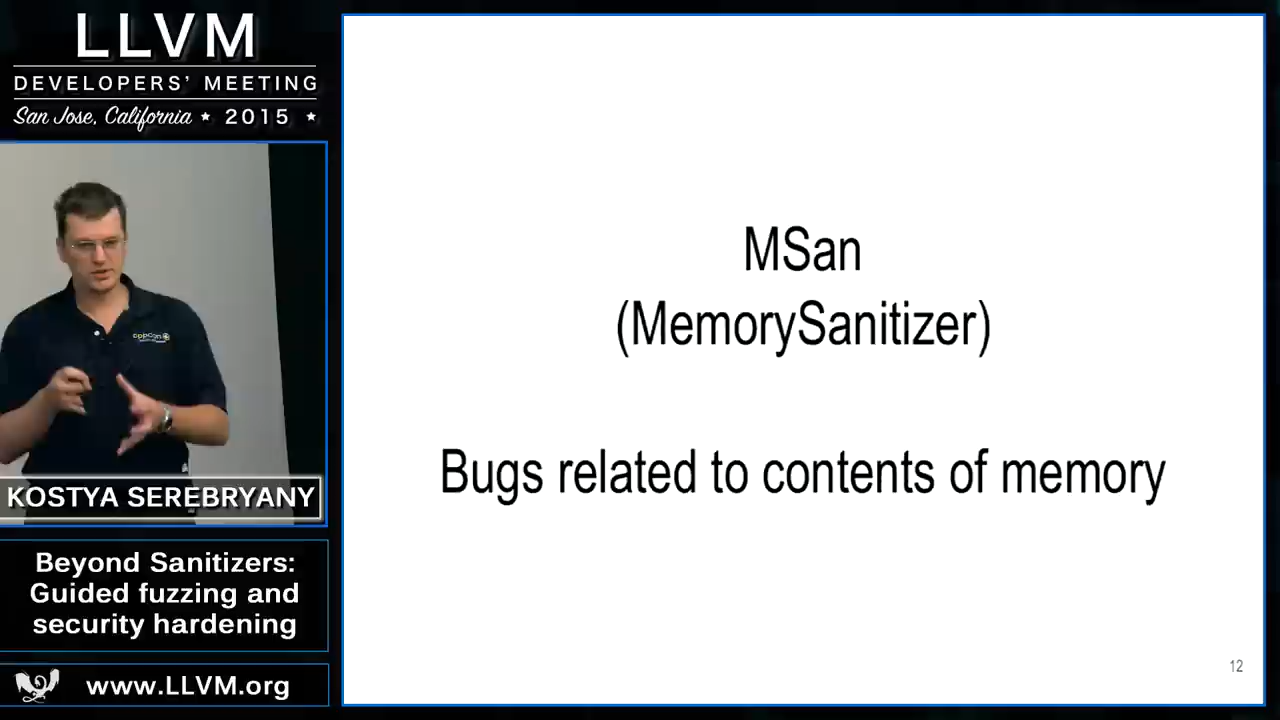 LLVM
DEVELOPERS' MEETING
San Jose, California ★ 2015 ★
cppcon
KOSTYA SEREBRYANY
Beyond Sanitizers:
Guided fuzzing and
security hardening
www.LLVM.org
MSan
(MemorySanitizer)
Bugs related to contents of memory
12